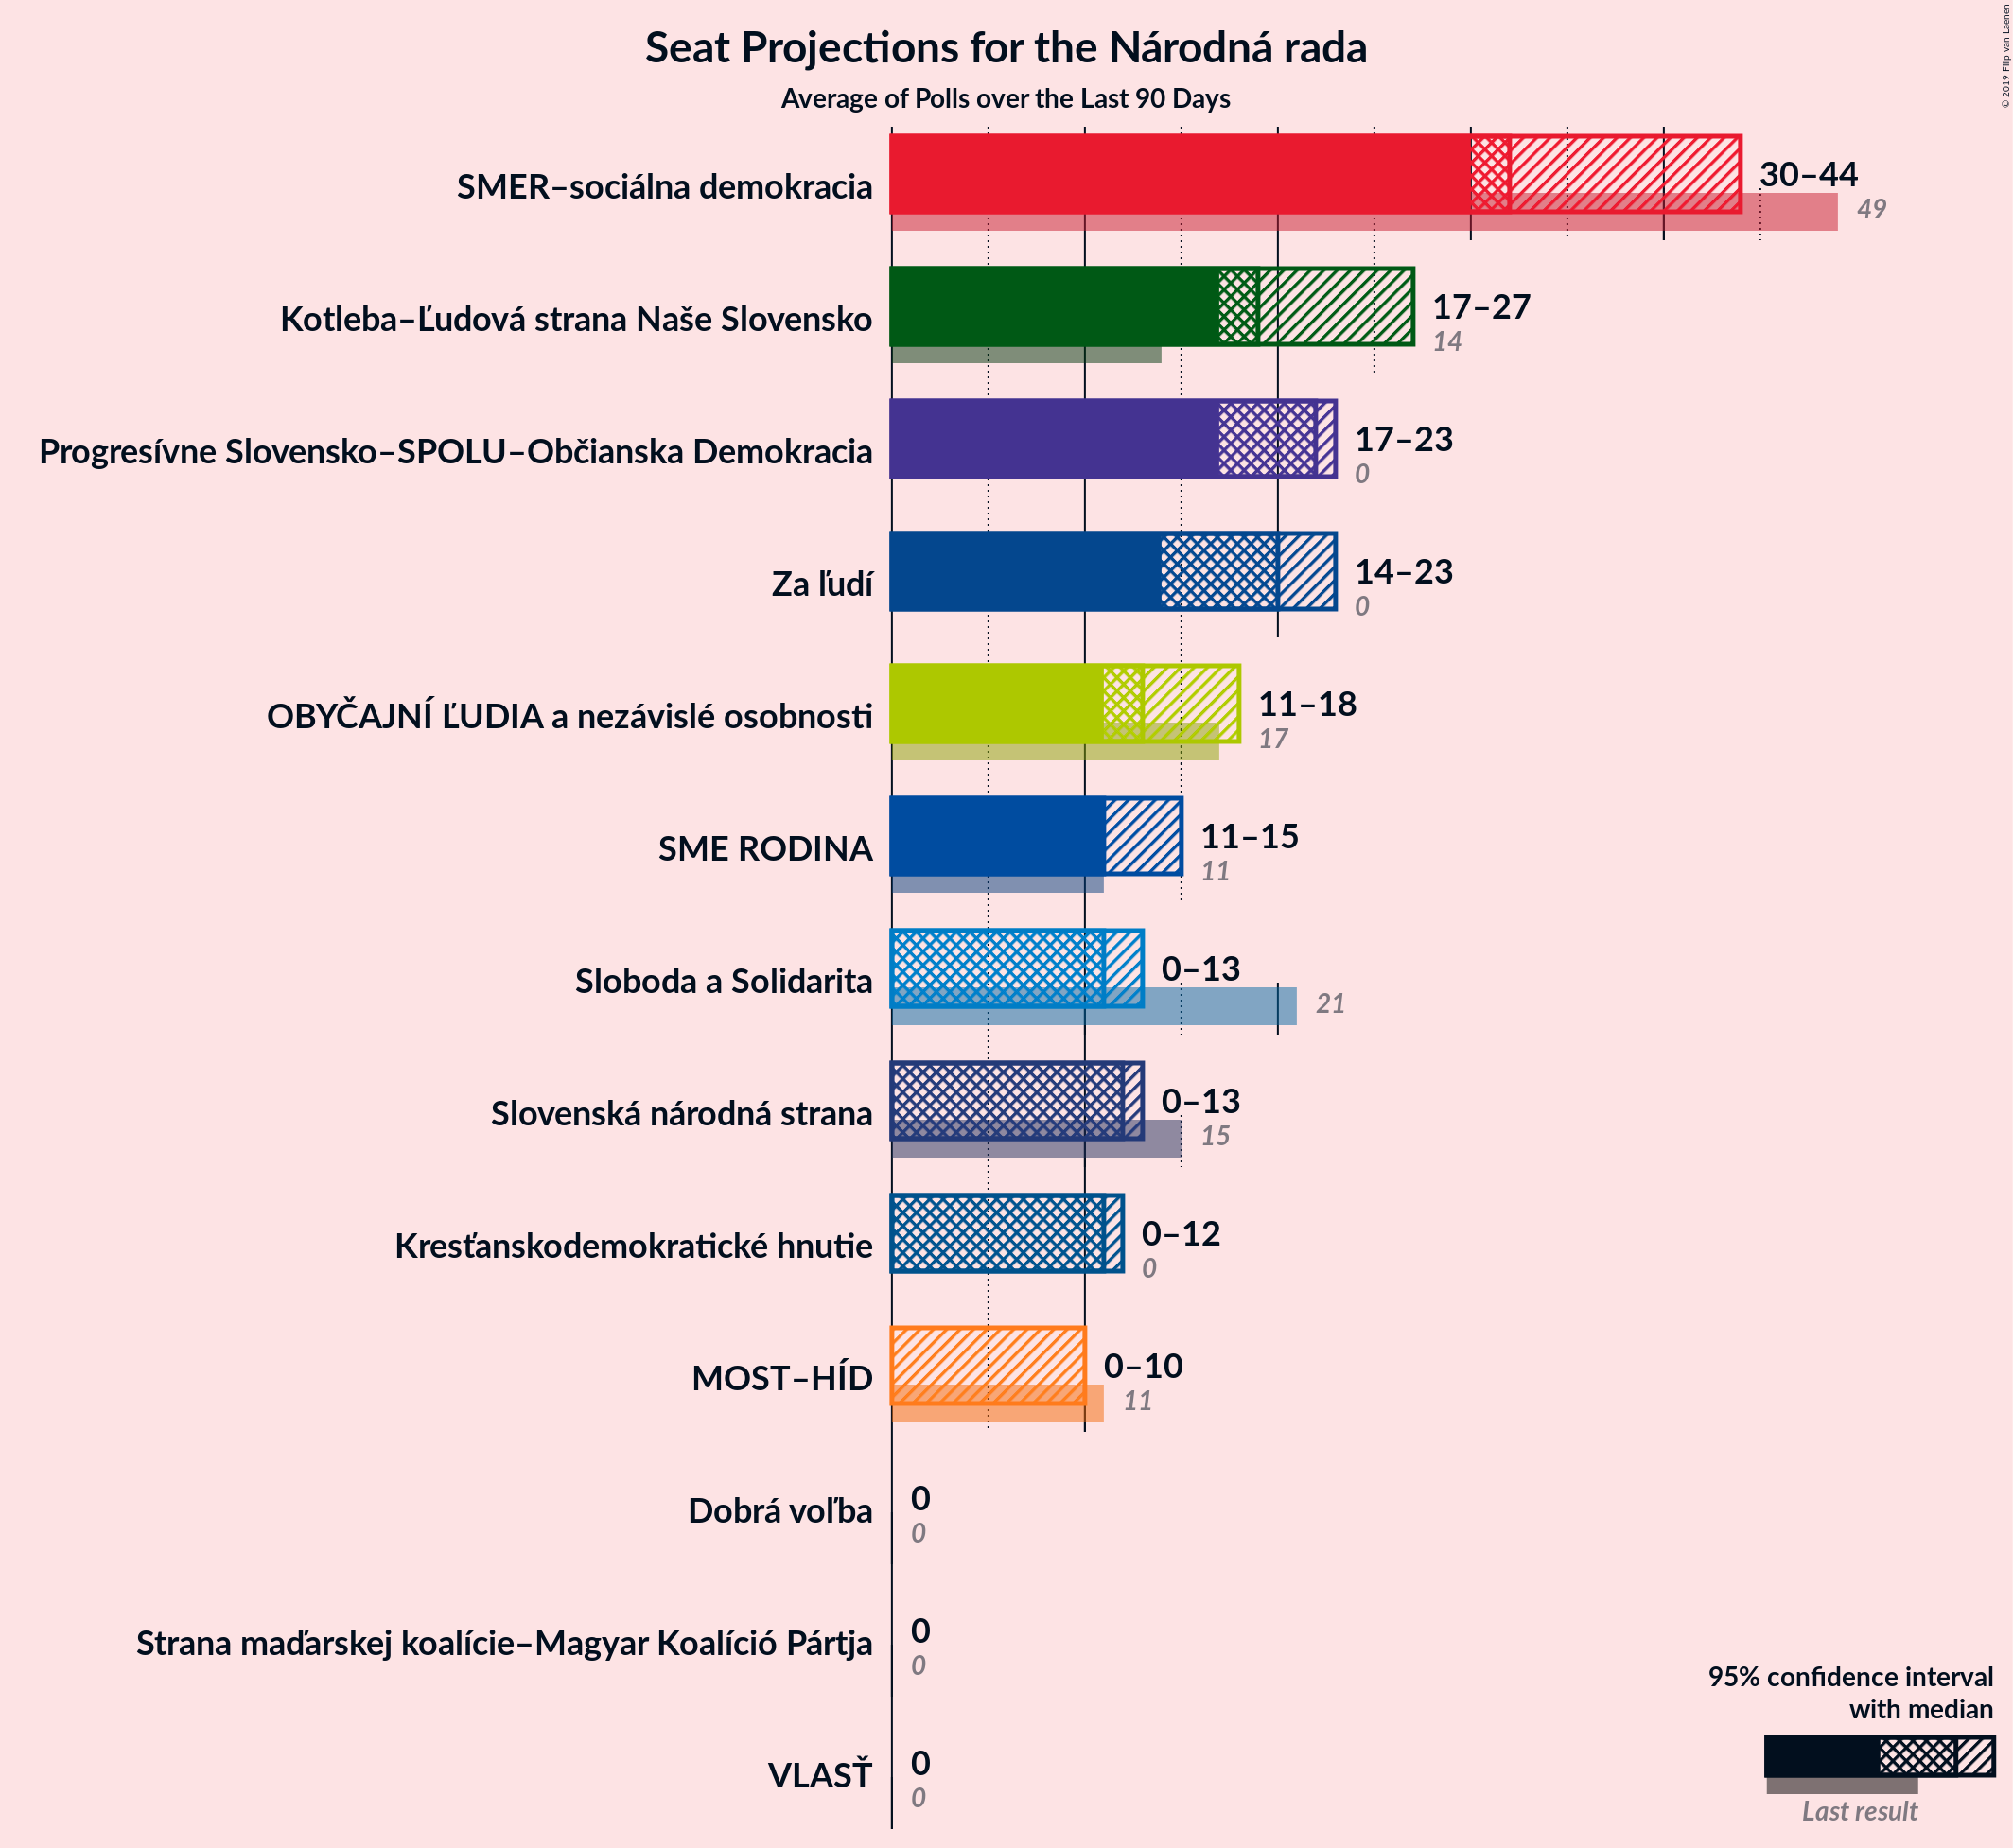 Seat Projections for the Národná rada
Average of Polls over the Last 90 Days
© 2019 Filip van Laenen
SMER–sociálna demokracia
30–44
49
Kotleba–Ľudová strana Naše Slovensko
17–27
14
Progresívne Slovensko–SPOLU–Občianska Demokracia
17–23
0
Za ľudí
14–23
0
OBYČAJNÍ ĽUDIA a nezávislé osobnosti
11–18
17
SME RODINA
11–15
11
Sloboda a Solidarita
0–13
21
Slovenská národná strana
0–13
15
Kresťanskodemokratické hnutie
0–12
0
MOST–HÍD
0–10
11
Dobrá voľba
0
0
Strana maďarskej koalície–Magyar Koalíció Pártja
0
0
VLASŤ
0
0
95% confidence interval
with median
Last result